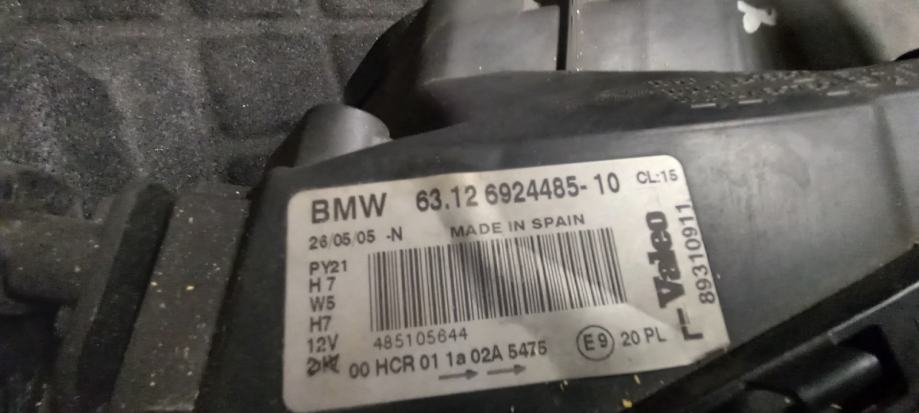 BMW 63.12 6924485-10 CL:15
26/05/05 -N MADE IN SPAIN
PY21
H7
W5
H7
12V
485105644
00 HCR 01 1a 02A 5475
E9 20 PL
Valeo
89310911